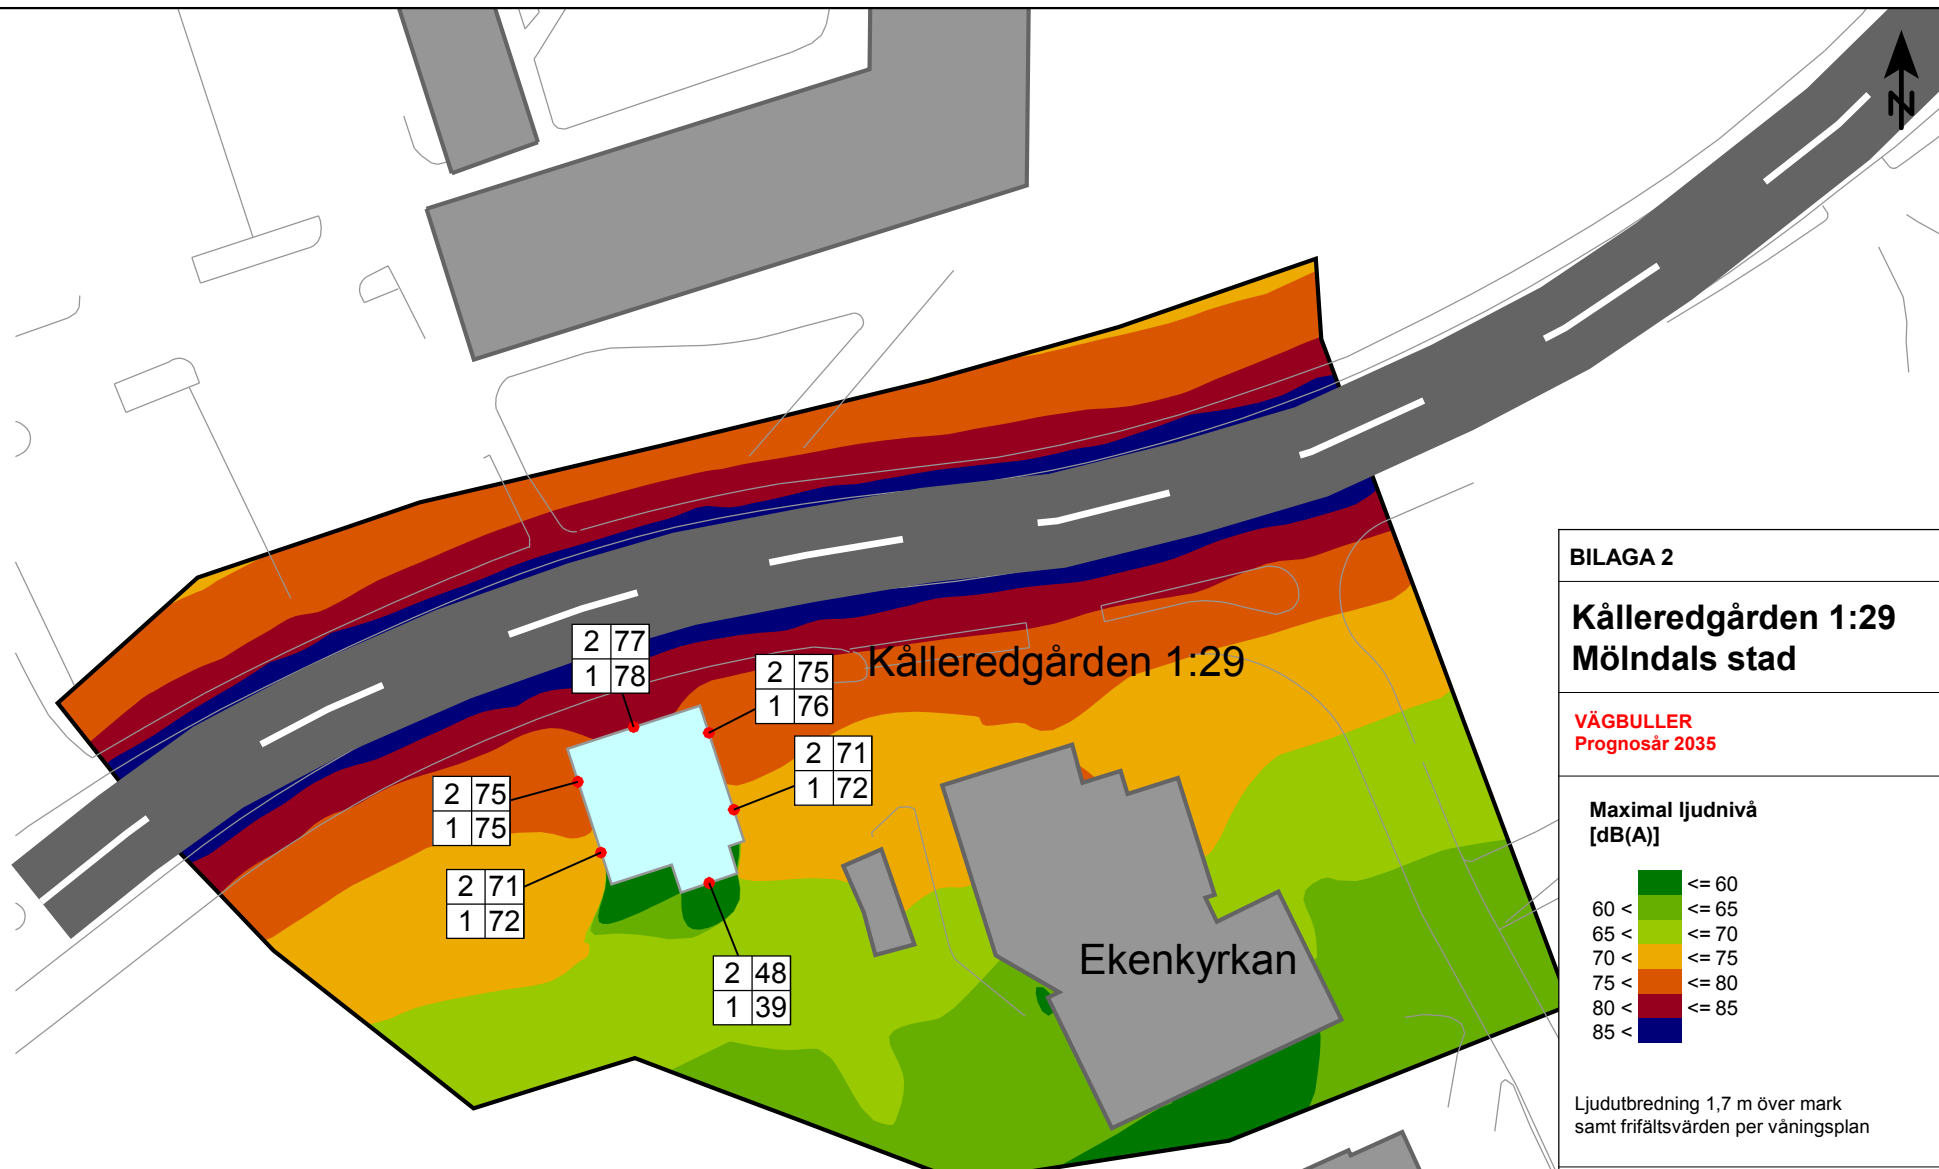 N
2 77
1 78
2 75
1 76
Kålleredgården 1:29
2 71
1 72
2 75
1 75
2 71
1 72
2 48
1 39
Ekenkyrkan
BILAGA 2
Kålleredgården 1:29
Mölndals stad
VÄGBULLER
Prognosår 2035
Maximal ljudnivå
[dB(A)]
<= 60
60 < <= 65
65 < <= 70
70 < <= 75
75 < <= 80
80 < <= 85
85 <
Ljudutbredning 1,7 m över mark
samt frifältsvärden per våningsplan